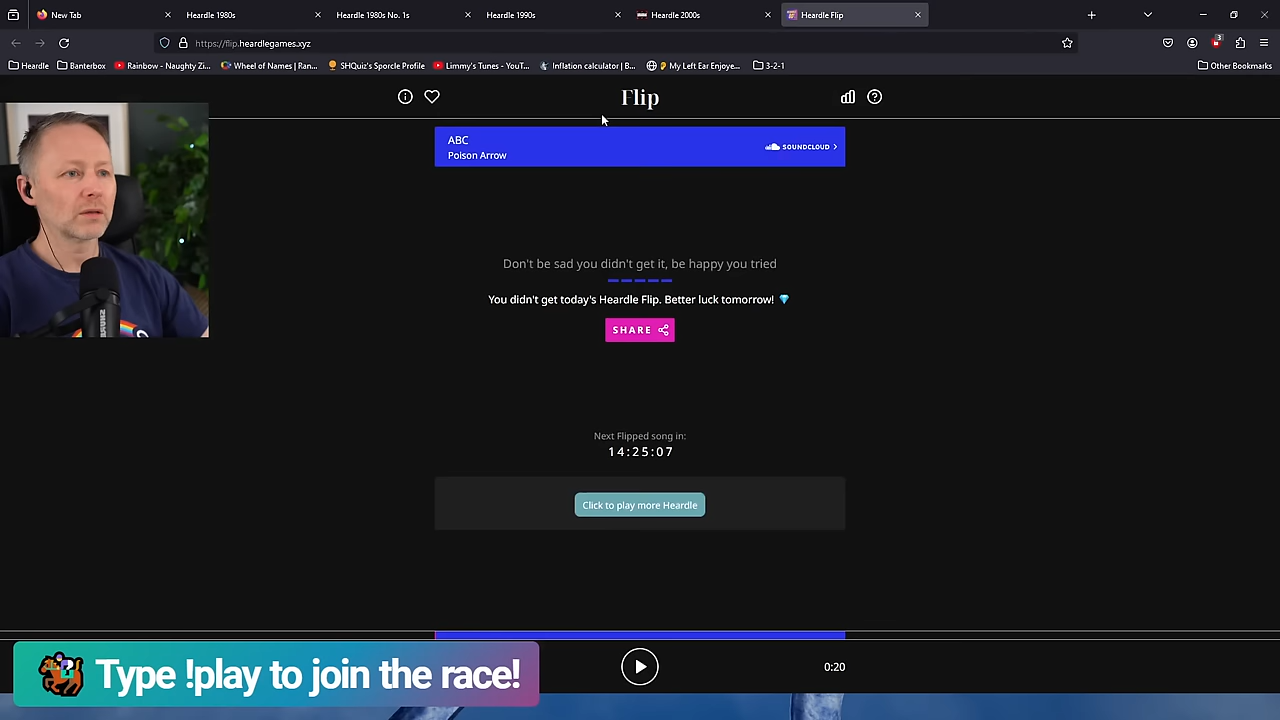 New Tab
Heardle 1980s
Heardle 1980s No. 1s
Heardle 1990s
Heardle 2000s
Heardle Flip
https://flip.heardlegames.xyz
3
Heardle
Banterbox
Rainbow - Naughty Zi...
Wheel of Names | Ran...
SHQuiz's Sporcle Profile
Limmy's Tunes - YouT...
Inflation calculator | B...
My Left Ear Enjoye...
3-2-1
Other Bookmarks
Flip
ABC
Poison Arrow
SOUNDCLOUD
Don't be sad you didn't get it, be happy you tried
You didn't get today's Heardle Flip. Better luck tomorrow! 💎
SHARE
Next Flipped song in:
14:25:07
Click to play more Heardle
0:20
Type !play to join the race!